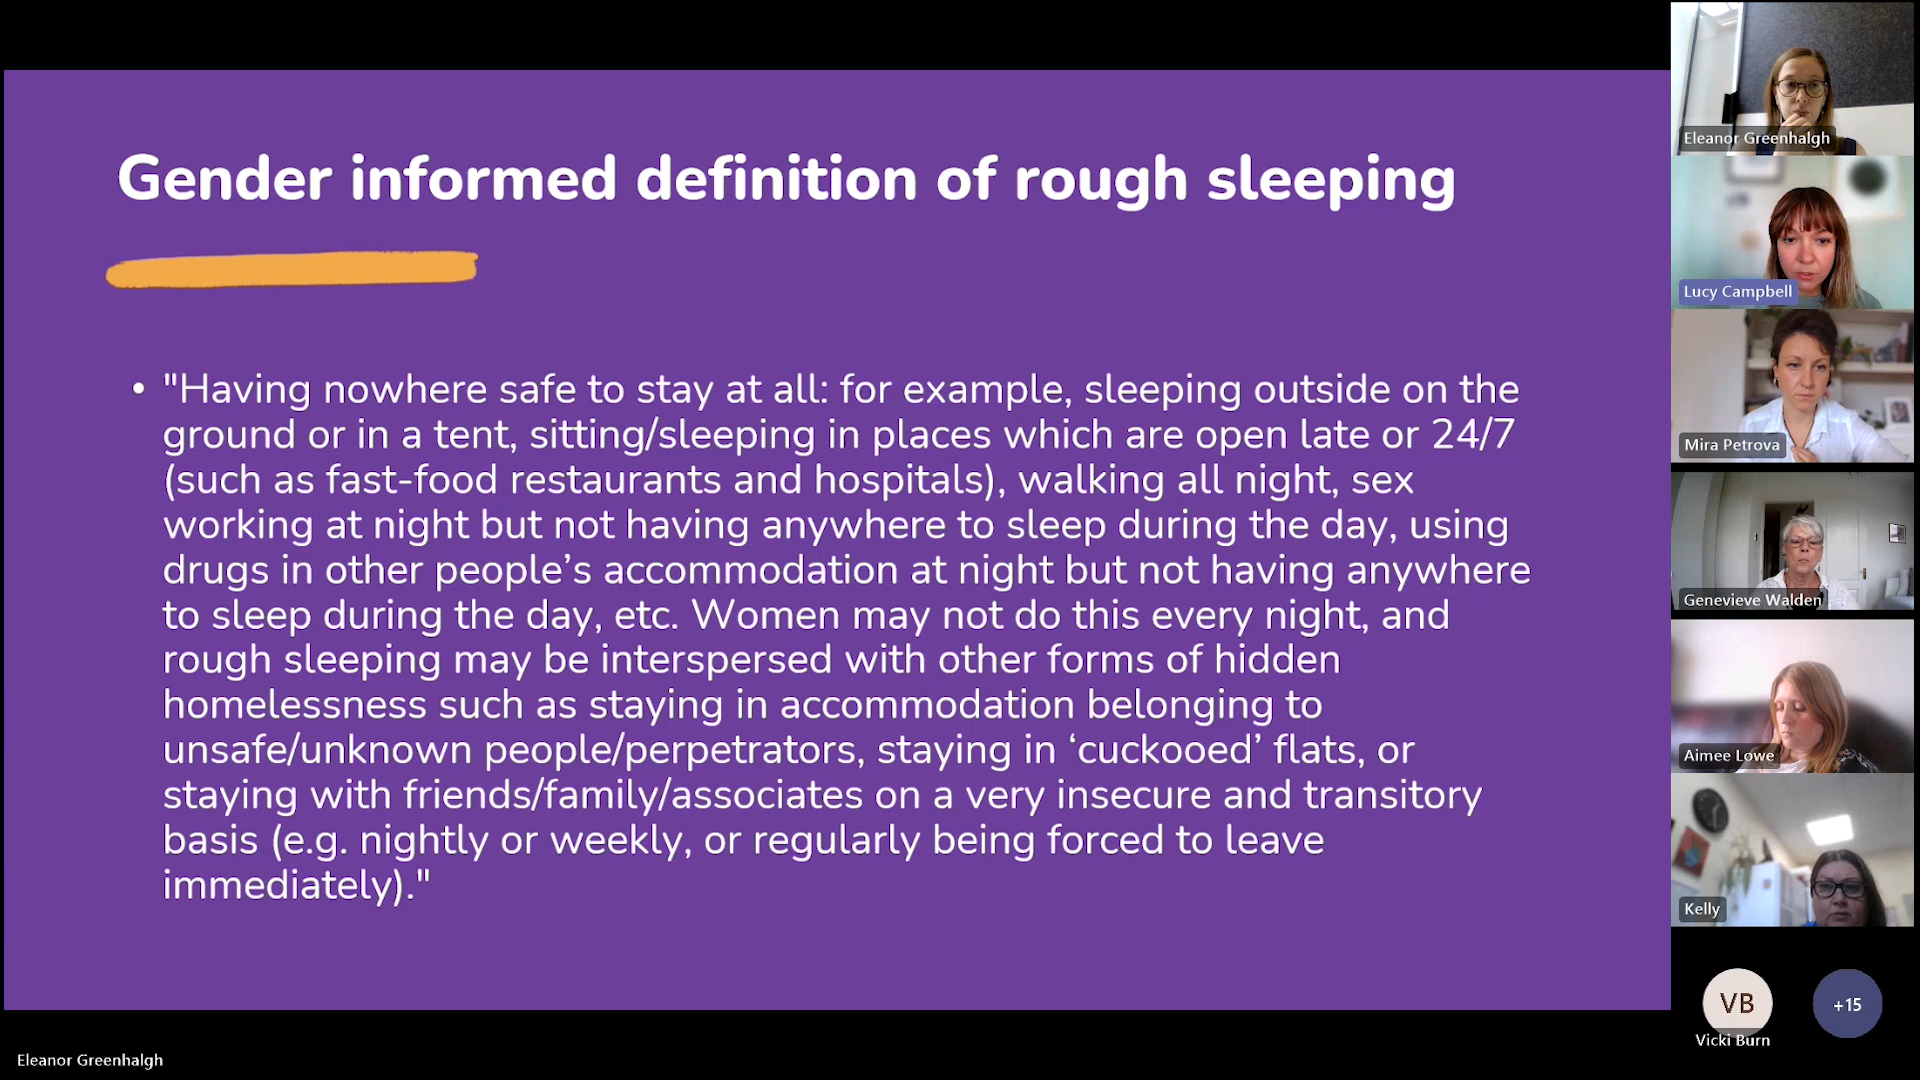 Gender informed definition of rough sleeping
• "Having nowhere safe to stay at all: for example, sleeping outside on the
ground or in a tent, sitting/sleeping in places which are open late or 24/7
(such as fast-food restaurants and hospitals), walking all night, sex
working at night but not having anywhere to sleep during the day, using
drugs in other people’s accommodation at night but not having anywhere
to sleep during the day, etc. Women may not do this every night, and
rough sleeping may be interspersed with other forms of hidden
homelessness such as staying in accommodation belonging to
unsafe/unknown people/perpetrators, staying in ‘cuckooed’ flats, or
staying with friends/family/associates on a very insecure and transitory
basis (e.g. nightly or weekly, or regularly being forced to leave
immediately)."
Eleanor Greenhalgh
Lucy Campbell
Mira Petrova
Genevieve Walden
Aimee Lowe
Kelly
VB
+15
Vicki Burn
Eleanor Greenhalgh